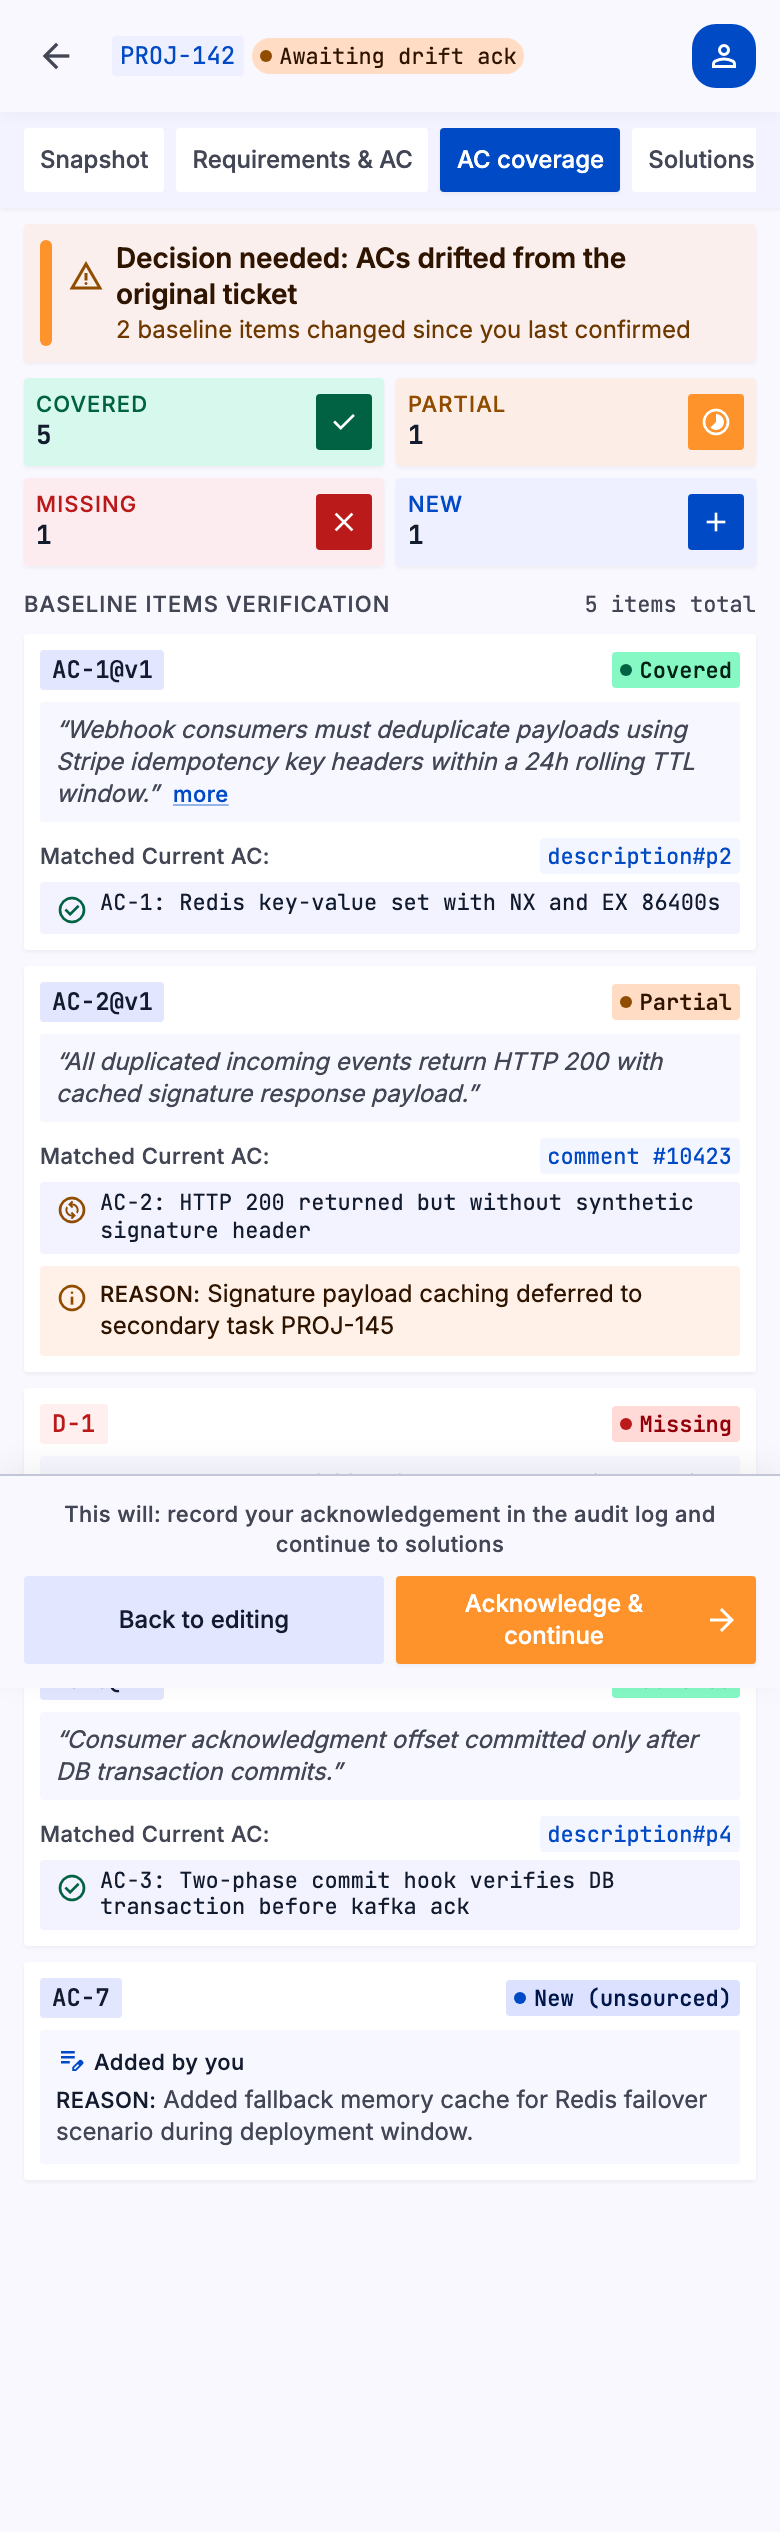 PROJ-142
Awaiting drift ack
Snapshot
Requirements & AC
AC coverage
Solutions
Decision needed: ACs drifted from the
original ticket
2 baseline items changed since you last confirmed
COVERED
5
PARTIAL
1
MISSING
1
NEW
1
BASELINE ITEMS VERIFICATION
5 items total
AC-1@v1
Covered
“Webhook consumers must deduplicate payloads using
Stripe idempotency key headers within a 24h rolling TTL
window.” more
Matched Current AC:
description#p2
AC-1: Redis key-value set with NX and EX 86400s
AC-2@v1
Partial
“All duplicated incoming events return HTTP 200 with
cached signature response payload.”
Matched Current AC:
comment #10423
AC-2: HTTP 200 returned but without synthetic
signature header
REASON: Signature payload caching deferred to
secondary task PROJ-145
D-1
Missing
This will: record your acknowledgement in the audit log and
continue to solutions
Back to editing
Acknowledge &
continue
“Consumer acknowledgment offset committed only after
DB transaction commits.”
Matched Current AC:
description#p4
AC-3: Two-phase commit hook verifies DB
transaction before kafka ack
AC-7
New (unsourced)
Added by you
REASON: Added fallback memory cache for Redis failover
scenario during deployment window.